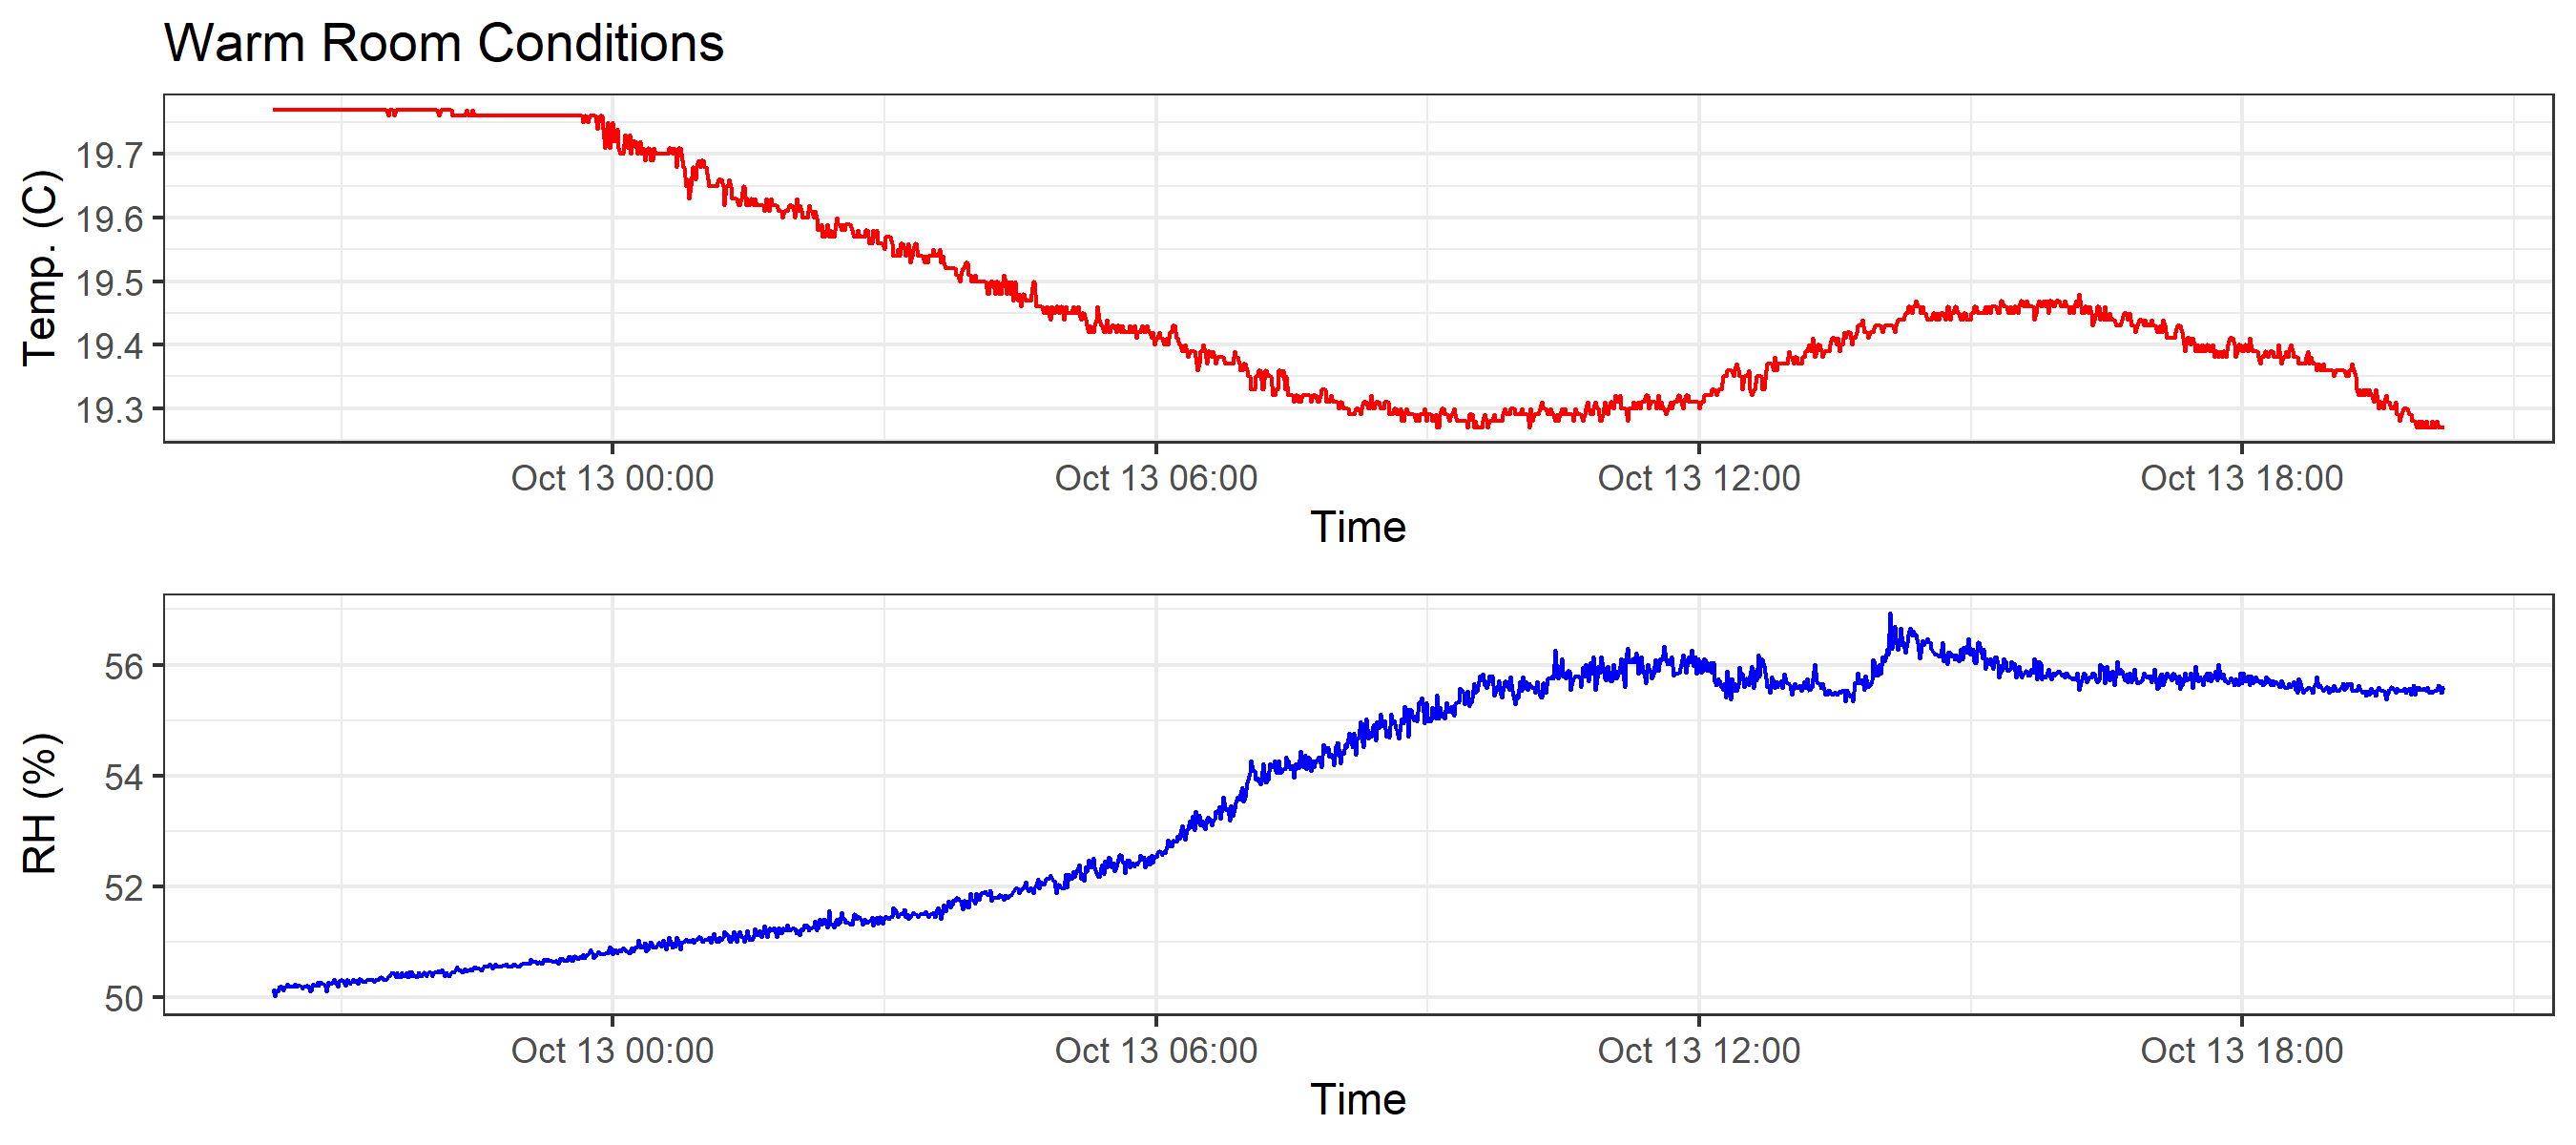 Warm Room Conditions
Temp. (C)
19.7
19.6
19.5
19.4
19.3
Oct 13 00:00 Oct 13 06:00 Oct 13 12:00 Oct 13 18:00
Time
RH (%)
56
54
52
50
Oct 13 00:00 Oct 13 06:00 Oct 13 12:00 Oct 13 18:00
Time